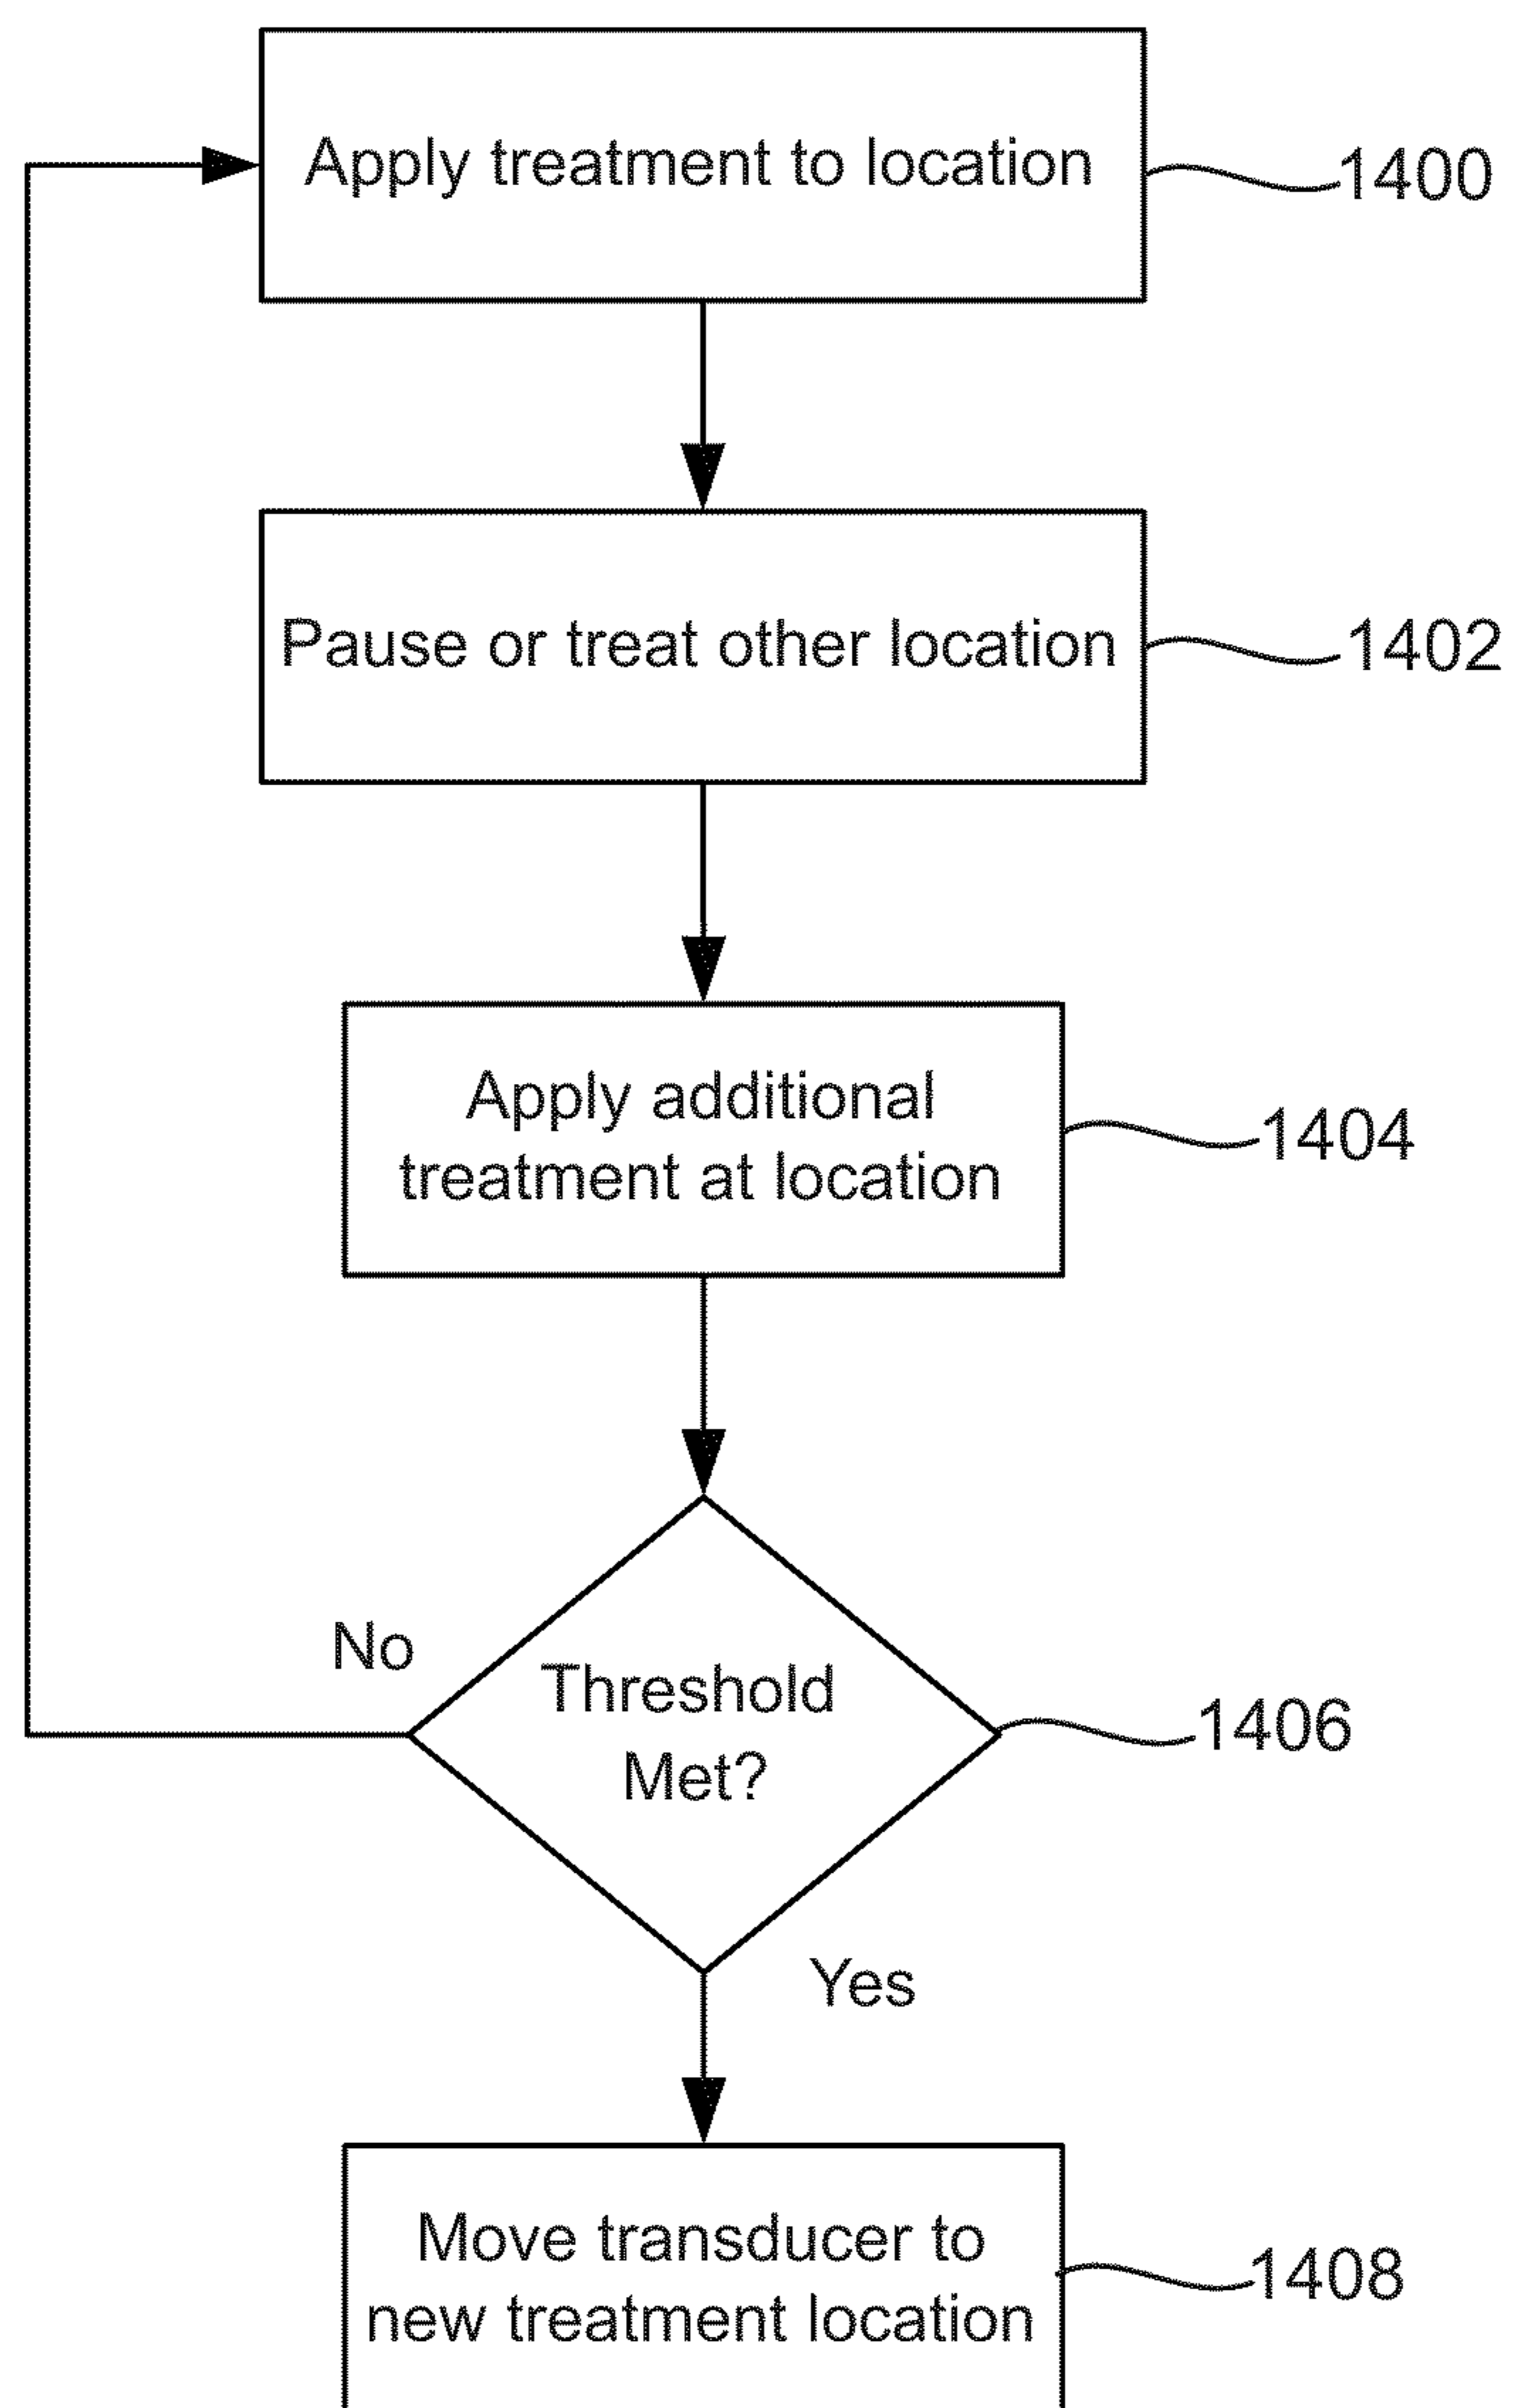 Apply treatment to location
1400
Pause or treat other location
1402
Apply additional
treatment at location
1404
No
Threshold
Met?
1406
Yes
Move transducer to
new treatment location
1408